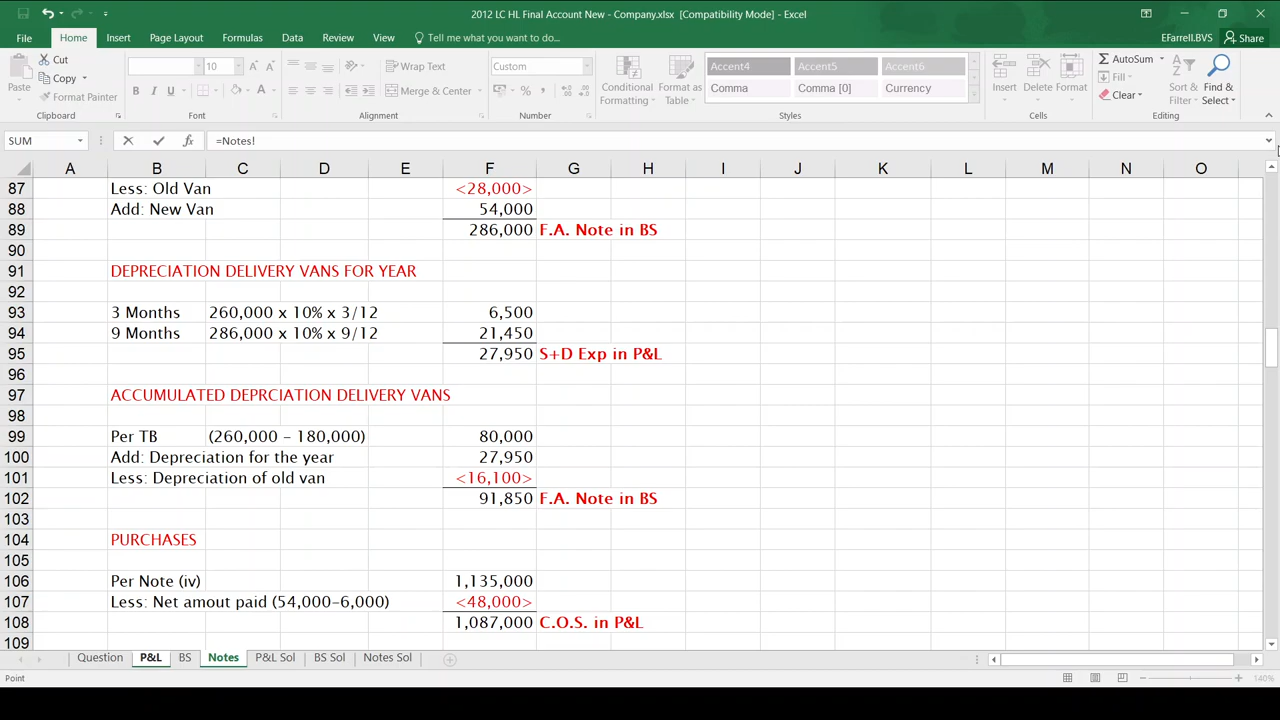 2012 LC HL Final Account New - Company.xlsx [Compatibility Mode] - Excel
File Home Insert Page Layout Formulas Data Review View Tell me what you want to do... EFarrell.BVS Share
Paste Cut Copy Format Painter 10 A A B I U A Wrap Text Merge & Center Custom % , Conditional Formatting Format as Table Accent4 Accent5 Accent6 Comma Comma [0] Currency Insert Delete Format AutoSum Fill Clear Sort & Filter Find & Select
Clipboard Font Alignment Number Styles Cells Editing
SUM fx =Notes!
A B C D E F G H I J K L M N O
87 Less: Old Van <28,000>
88 Add: New Van 54,000
89 286,000 F.A. Note in BS
90
91 DEPRECIATION DELIVERY VANS FOR YEAR
92
93 3 Months 260,000 x 10% x 3/12 6,500
94 9 Months 286,000 x 10% x 9/12 21,450
95 27,950 S+D Exp in P&L
96
97 ACCUMULATED DEPRCIATION DELIVERY VANS
98
99 Per TB (260,000 - 180,000) 80,000
100 Add: Depreciation for the year 27,950
101 Less: Depreciation of old van <16,100>
102 91,850 F.A. Note in BS
103
104 PURCHASES
105
106 Per Note (iv) 1,135,000
107 Less: Net amout paid (54,000-6,000) <48,000>
108 1,087,000 C.O.S. in P&L
109
Question P&L BS Notes P&L Sol BS Sol Notes Sol
Point 140%